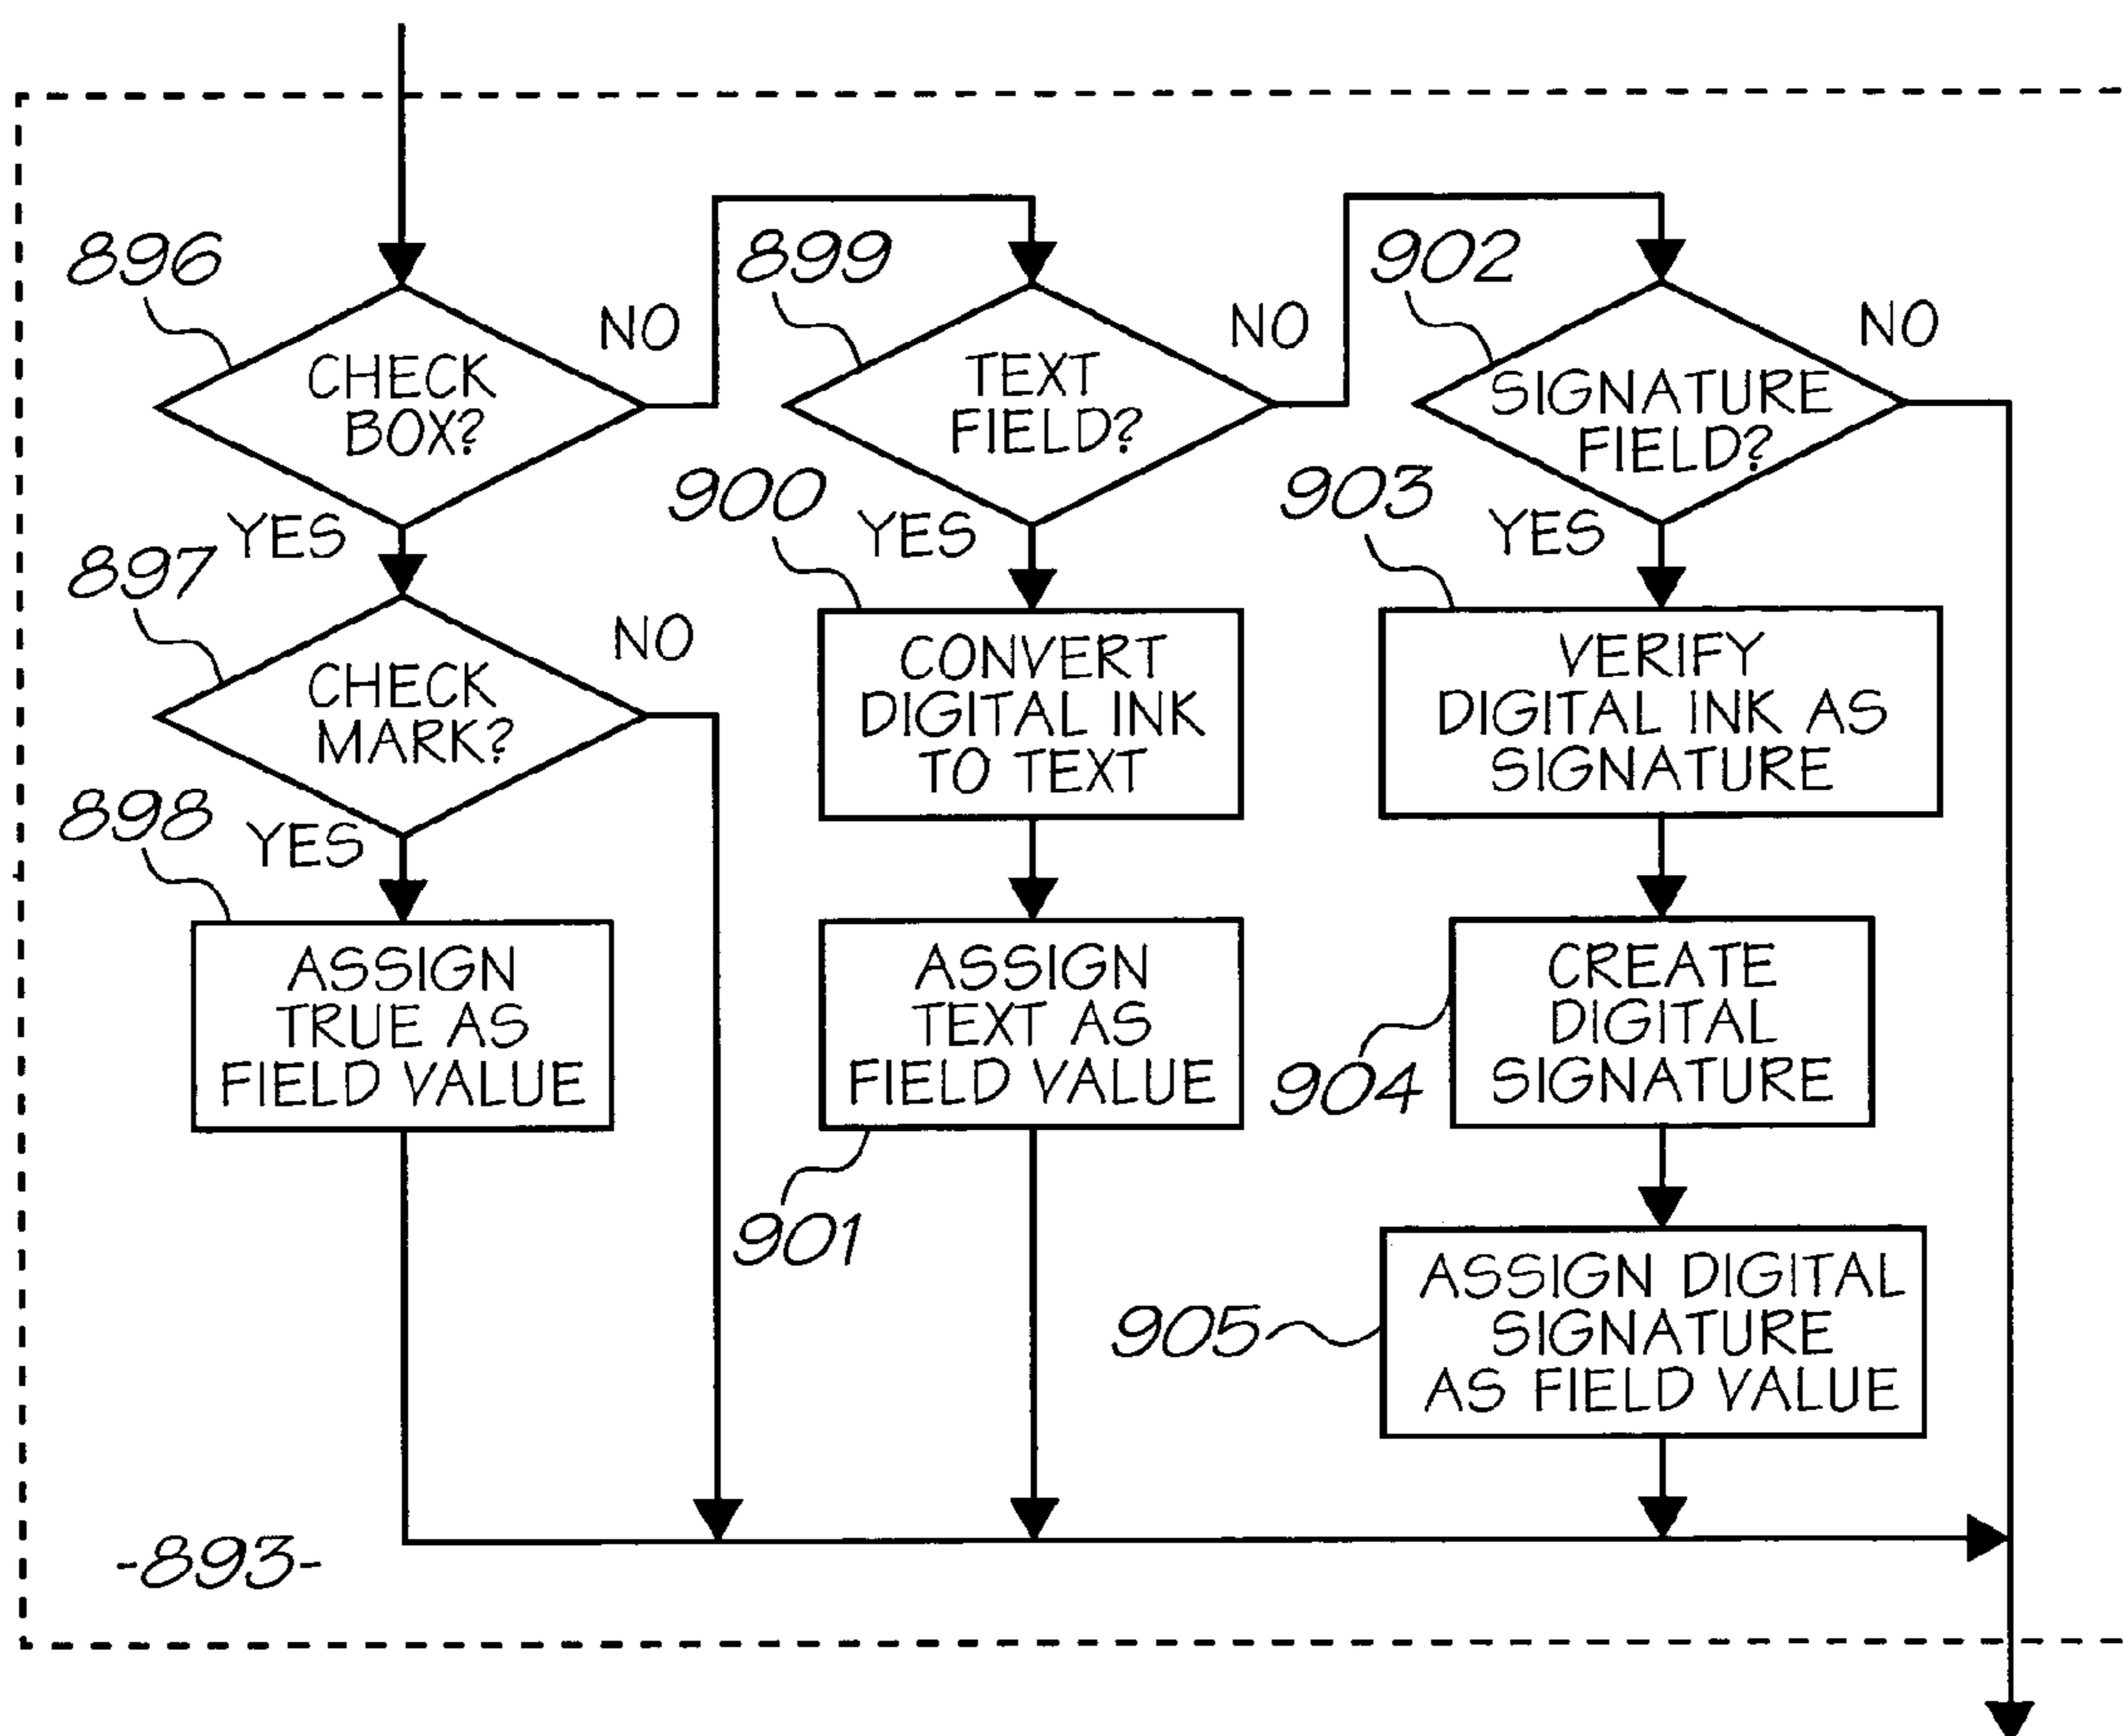 896
CHECK
BOX?
NO
YES
897
CHECK
MARK?
NO
YES
898
ASSIGN
TRUE AS
FIELD VALUE
899
TEXT
FIELD?
NO
YES
900
CONVERT
DIGITAL INK
TO TEXT
ASSIGN
TEXT AS
FIELD VALUE
901
902
SIGNATURE
FIELD?
NO
YES
903
VERIFY
DIGITAL INK AS
SIGNATURE
CREATE
DIGITAL
SIGNATURE
904
ASSIGN DIGITAL
SIGNATURE
AS FIELD VALUE
905
-893-